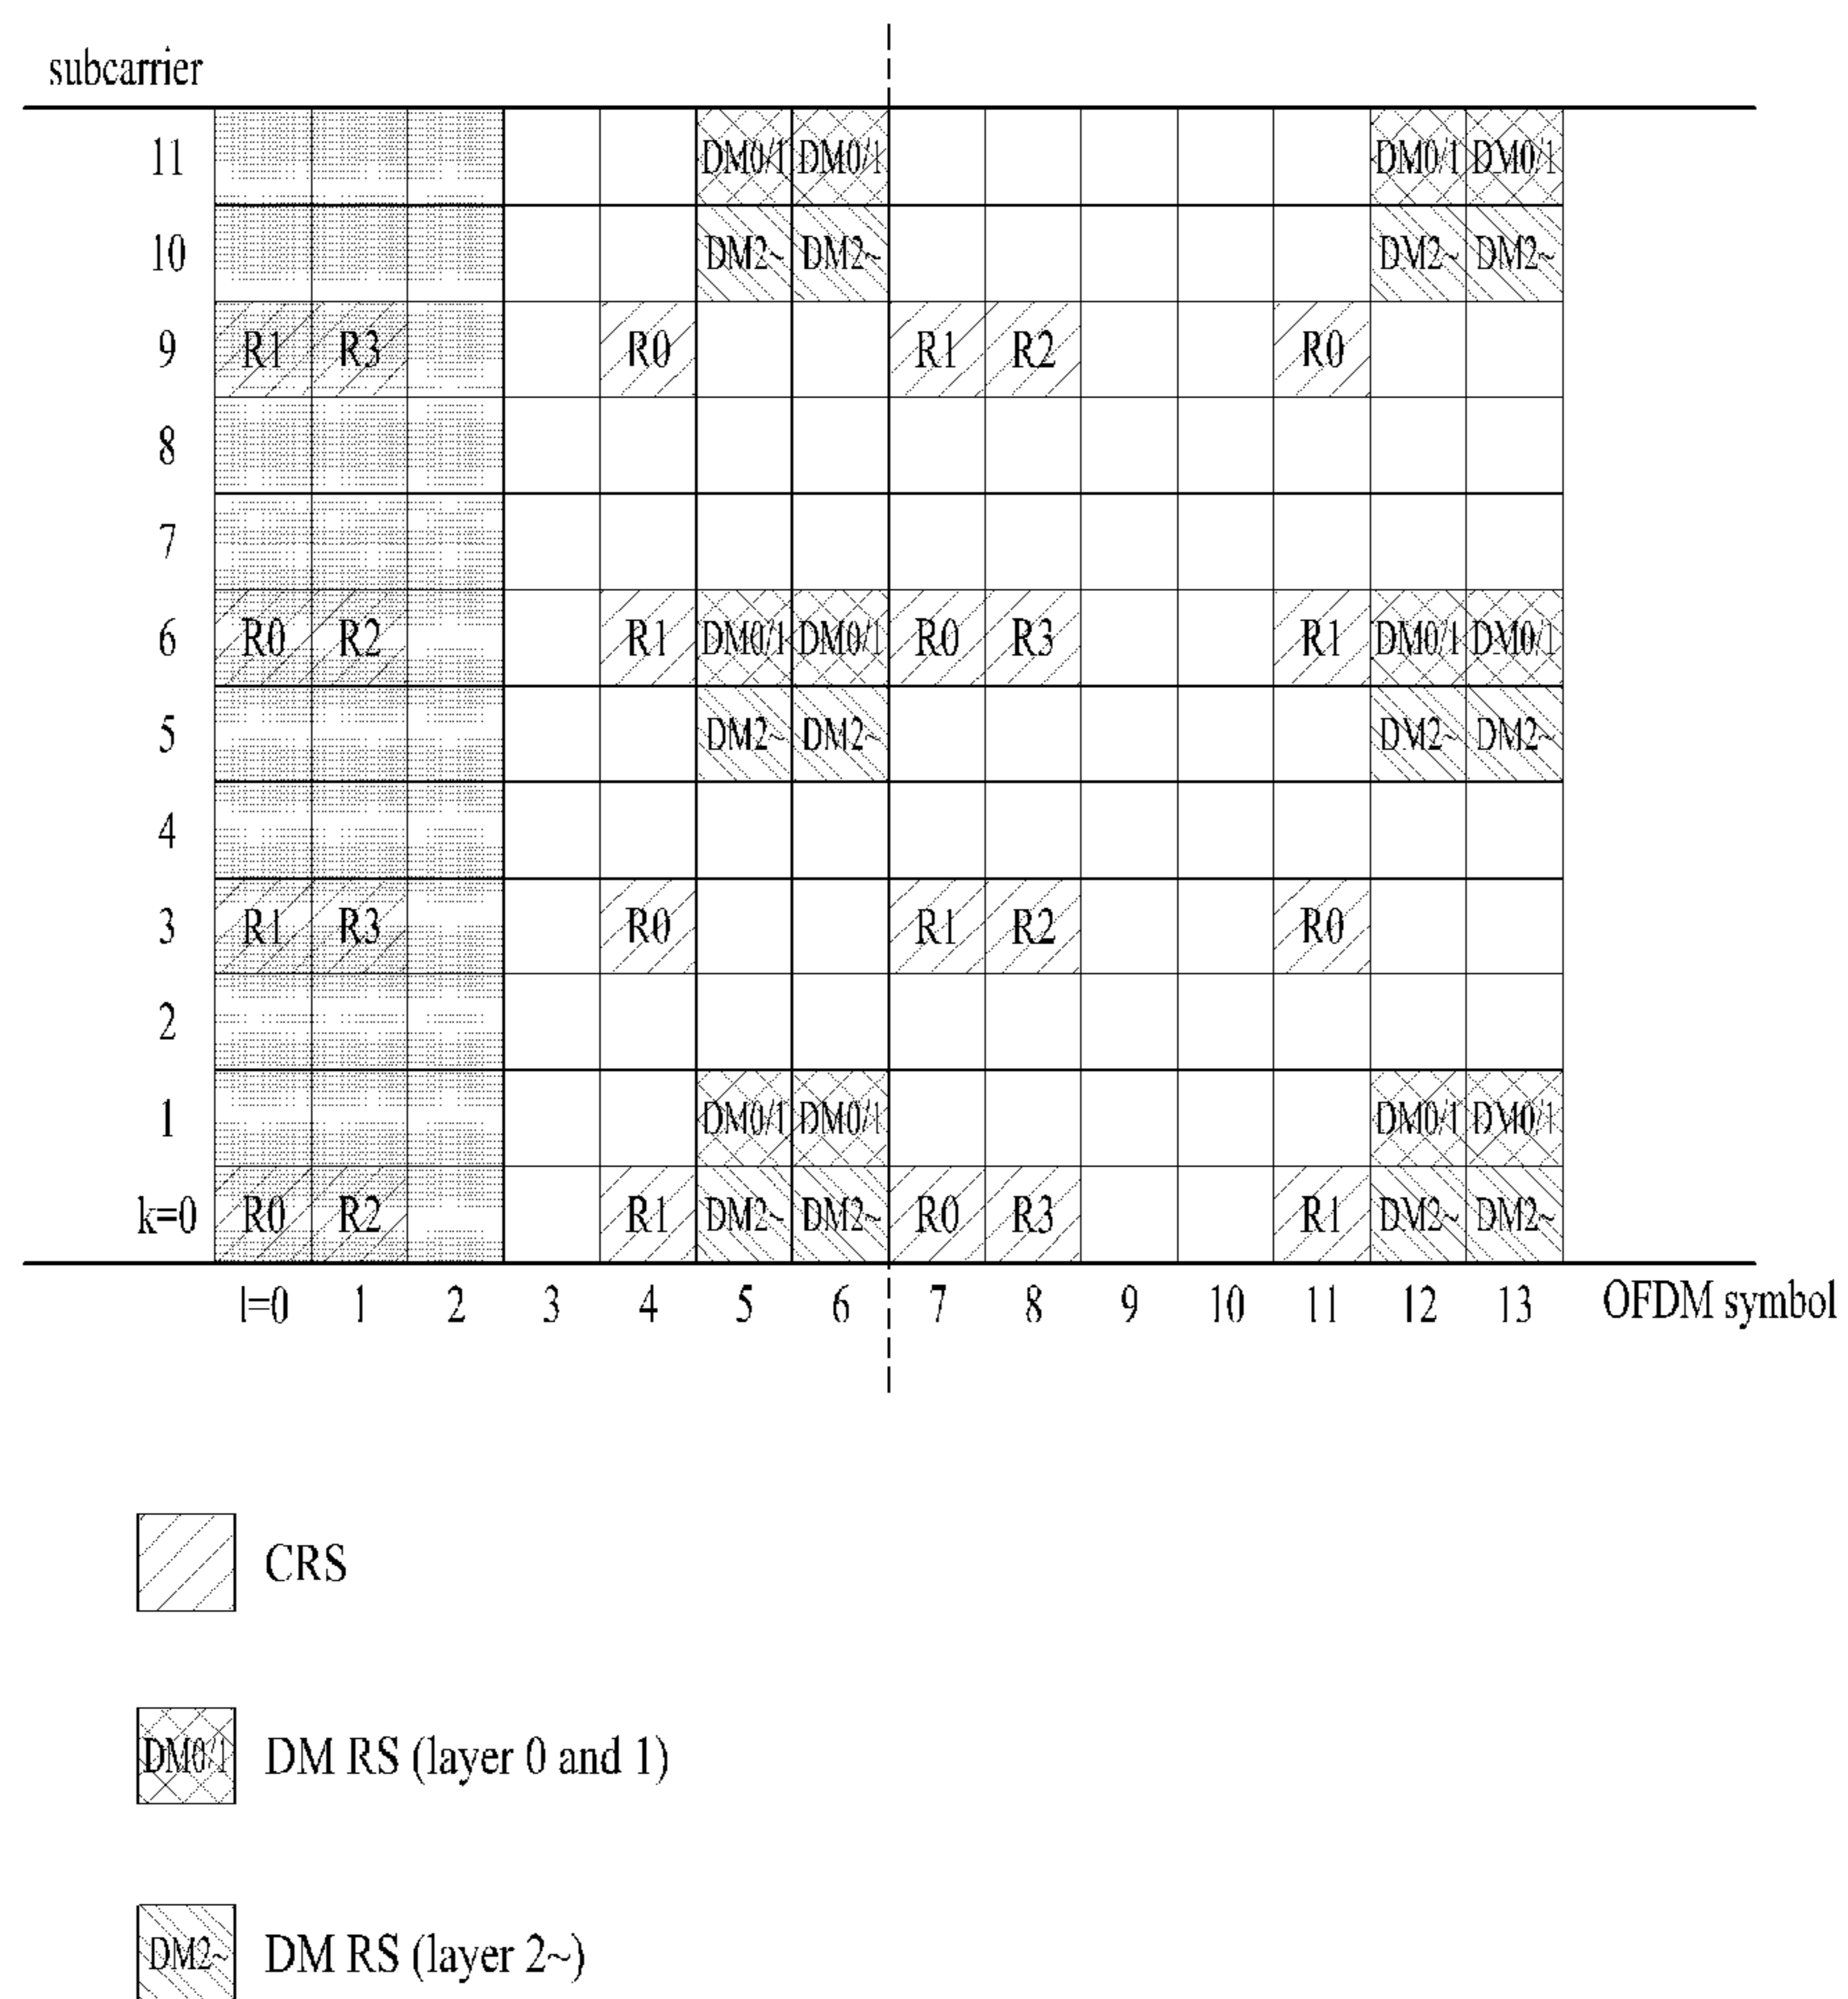 subcarrier
11 DM0/1 DM0/1 DM0/1 DM0/1
10 DM2~ DM2~ DM2~ DM2~
9 R1 R3 R0 R1 R2 R0
8
7
6 R0 R2 R1 DM0/1 DM0/1 R0 R3 R1 DM0/1 DM0/1
5 DM2~ DM2~ DM2~ DM2~
4
3 R1 R3 R0 R1 R2 R0
2
1 DM0/1 DM0/1 DM0/1 DM0/1
k=0 R0 R2 R1 DM2~ DM2~ R0 R3 R1 DM2~ DM2~
l=0 1 2 3 4 5 6 7 8 9 10 11 12 13 OFDM symbol
CRS
DM0/1 DM RS (layer 0 and 1)
DM2~ DM RS (layer 2~)